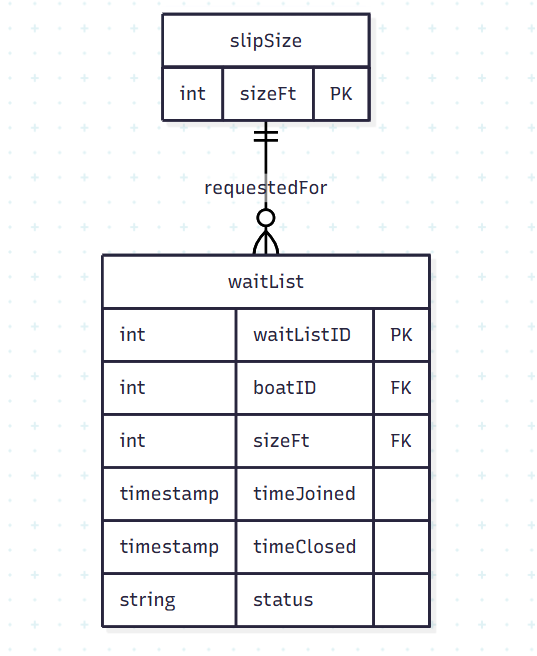 slipSize
int sizeFt PK
requestedFor
waitList
int waitListID PK
int boatID FK
int sizeFt FK
timestamp timeJoined
timestamp timeClosed
string status